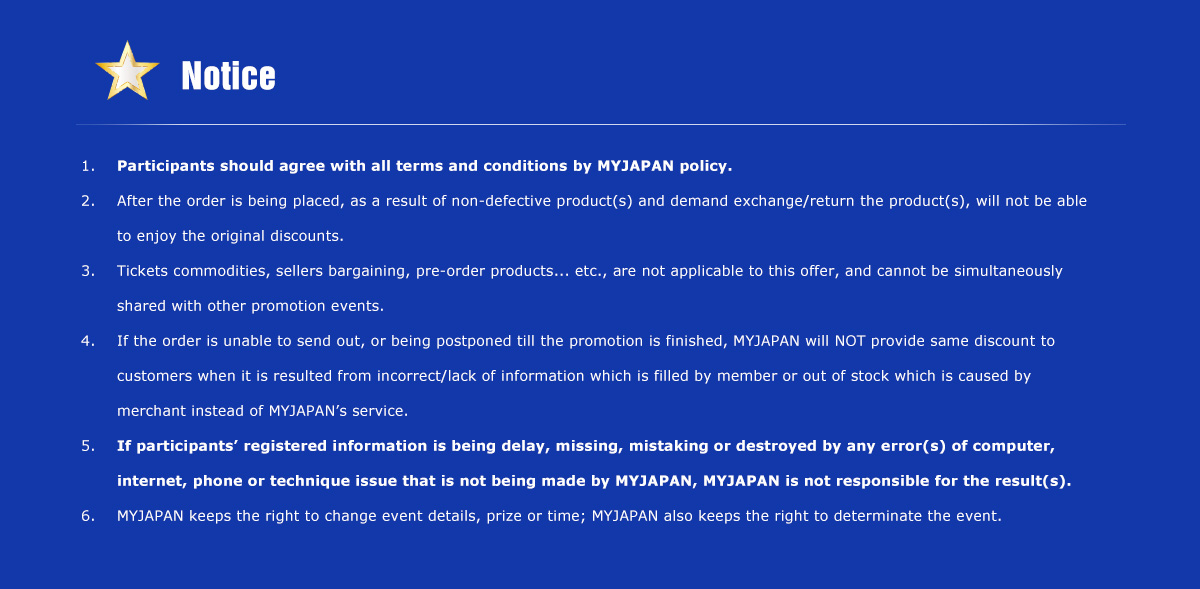 Notice
1. Participants should agree with all terms and conditions by MYJAPAN policy.
2. After the order is being placed, as a result of non-defective product(s) and demand exchange/return the product(s), will not be able
to enjoy the original discounts.
3. Tickets commodities, sellers bargaining, pre-order products... etc., are not applicable to this offer, and cannot be simultaneously
shared with other promotion events.
4. If the order is unable to send out, or being postponed till the promotion is finished, MYJAPAN will NOT provide same discount to
customers when it is resulted from incorrect/lack of information which is filled by member or out of stock which is caused by
merchant instead of MYJAPAN’s service.
5. If participants’ registered information is being delay, missing, mistaking or destroyed by any error(s) of computer,
internet, phone or technique issue that is not being made by MYJAPAN, MYJAPAN is not responsible for the result(s).
6. MYJAPAN keeps the right to change event details, prize or time; MYJAPAN also keeps the right to determinate the event.